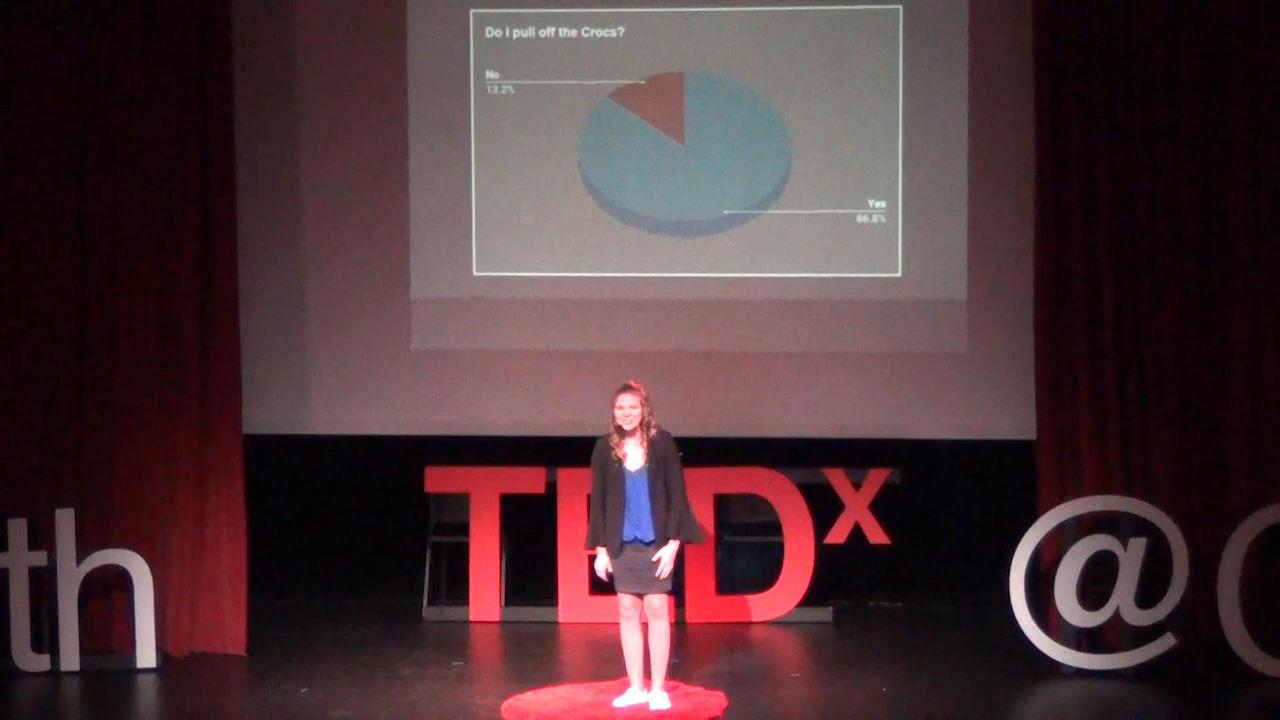 Do I pull off the Crocs?
No
13.2%
Yes
86.8%
TEDx
th
@